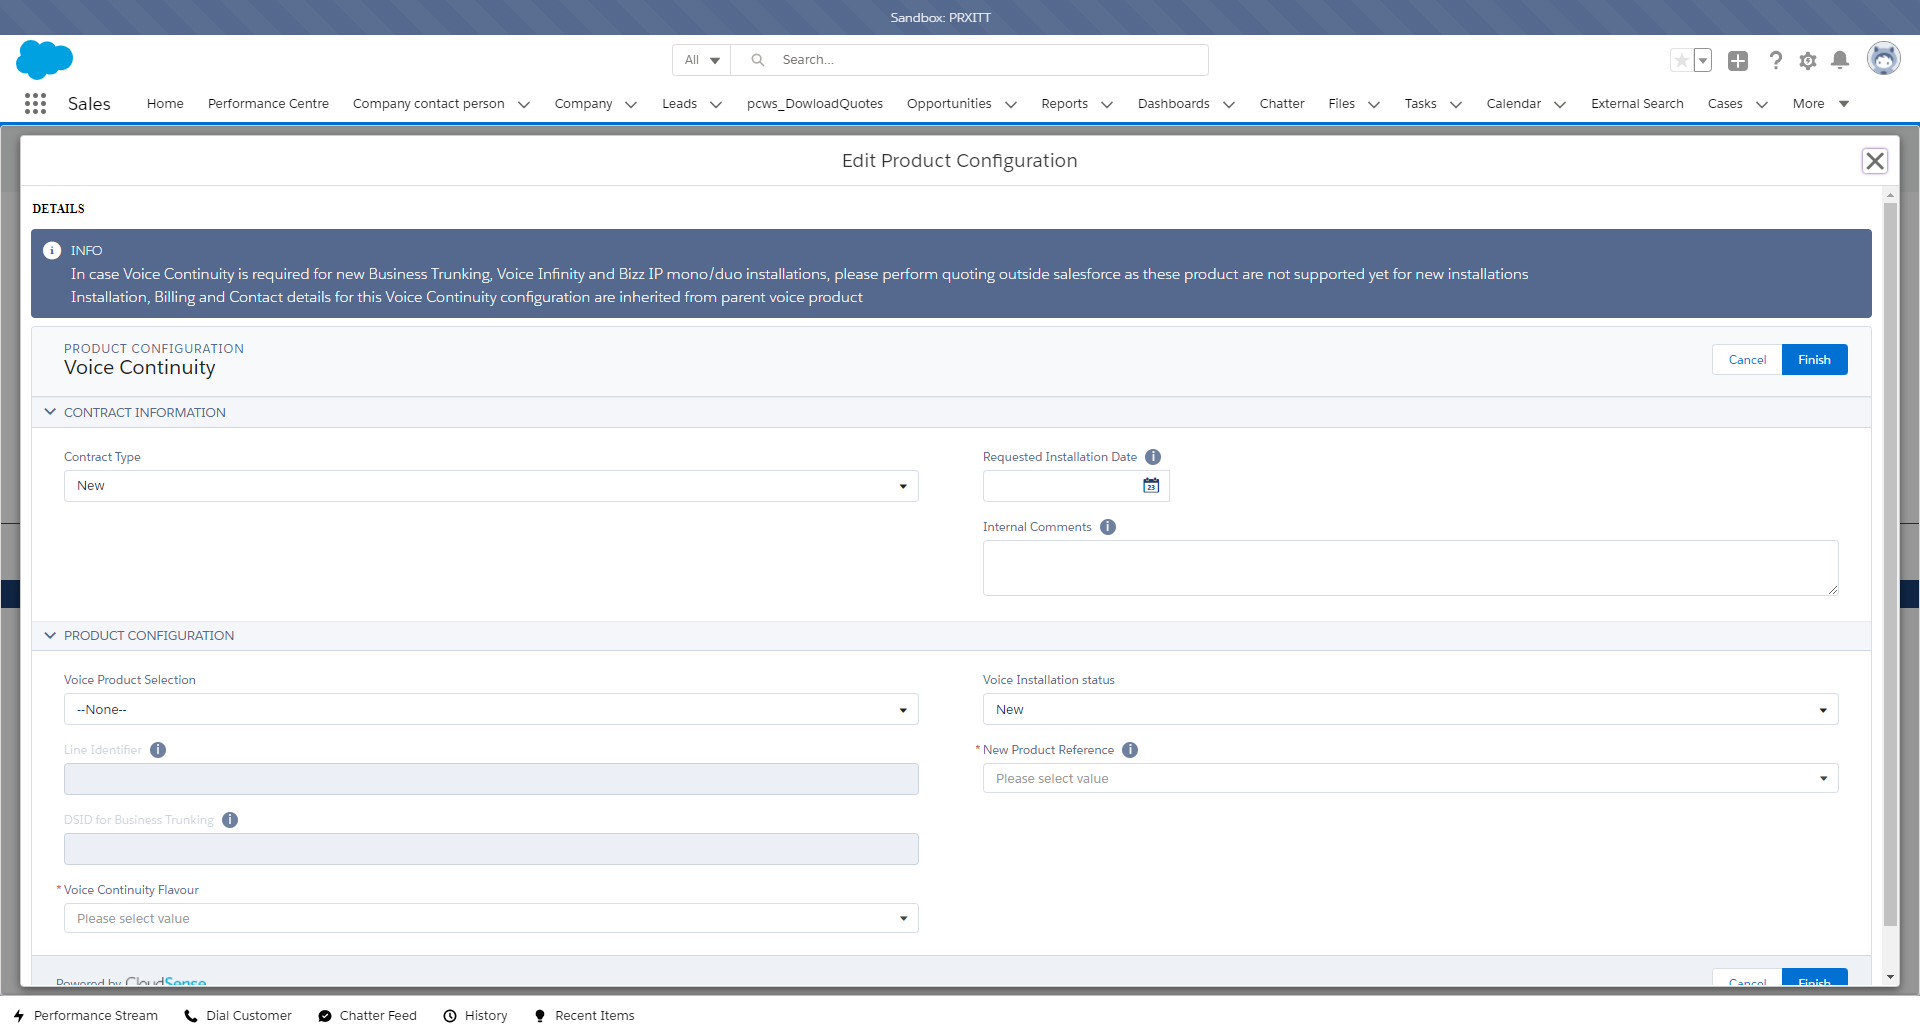 Sandbox: PRXITT
All
Search...
Sales
Home
Performance Centre
Company contact person
Company
Leads
pcws_DowloadQuotes
Opportunities
Reports
Dashboards
Chatter
Files
Tasks
Calendar
External Search
Cases
More
Edit Product Configuration
DETAILS
INFO
In case Voice Continuity is required for new Business Trunking, Voice Infinity and Bizz IP mono/duo installations, please perform quoting outside salesforce as these product are not supported yet for new installations
Installation, Billing and Contact details for this Voice Continuity configuration are inherited from parent voice product
PRODUCT CONFIGURATION
Voice Continuity
Cancel
Finish
CONTRACT INFORMATION
Contract Type
New
Requested Installation Date
23
Internal Comments
PRODUCT CONFIGURATION
Voice Product Selection
--None--
Voice Installation status
New
Line Identifier
* New Product Reference
Please select value
DSID for Business Trunking
* Voice Continuity Flavour
Please select value
Powered by CloudSense
Cancel
Finish
Performance Stream
Dial Customer
Chatter Feed
History
Recent Items